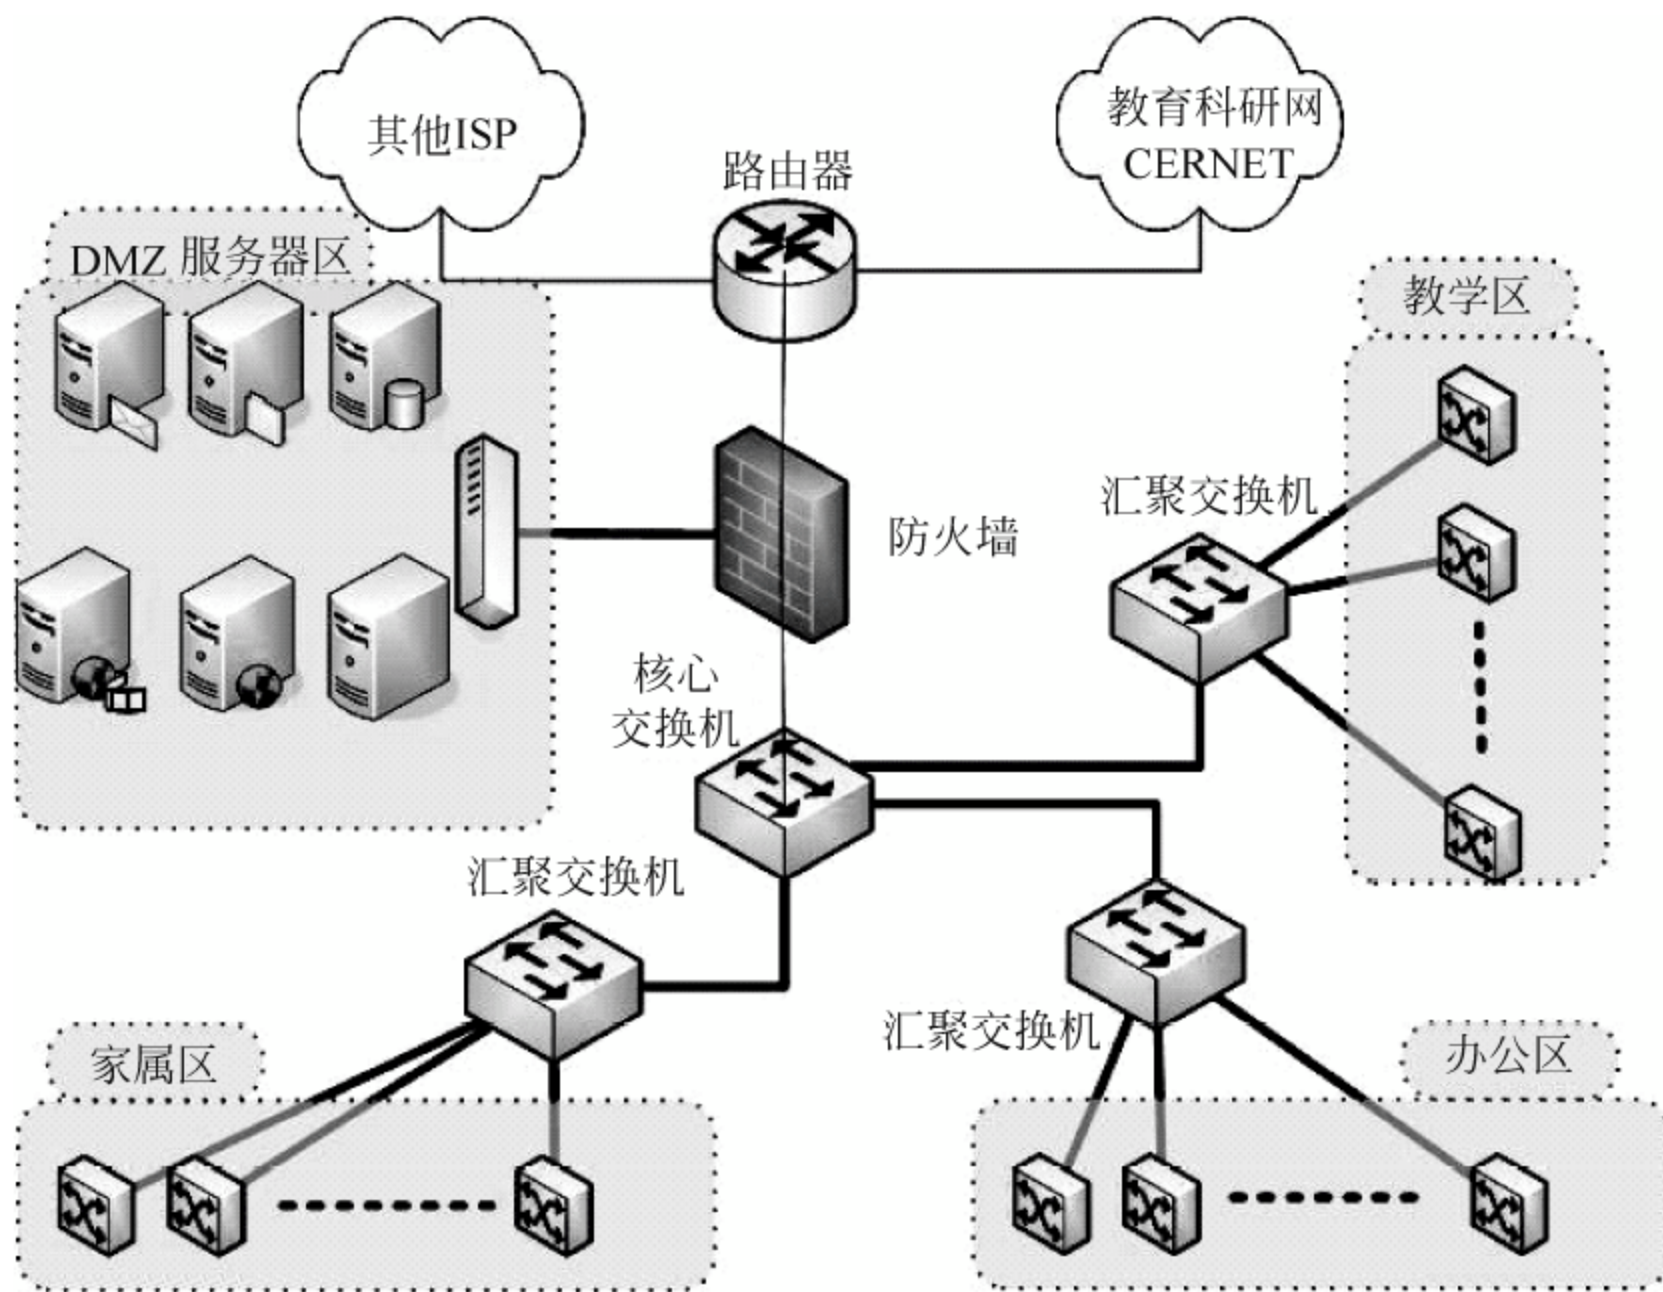 其他ISP
教育科研网
CERNET
路由器
DMZ 服务器区
教学区
汇聚交换机
防火墙
核心
交换机
汇聚交换机
汇聚交换机
家属区
办公区